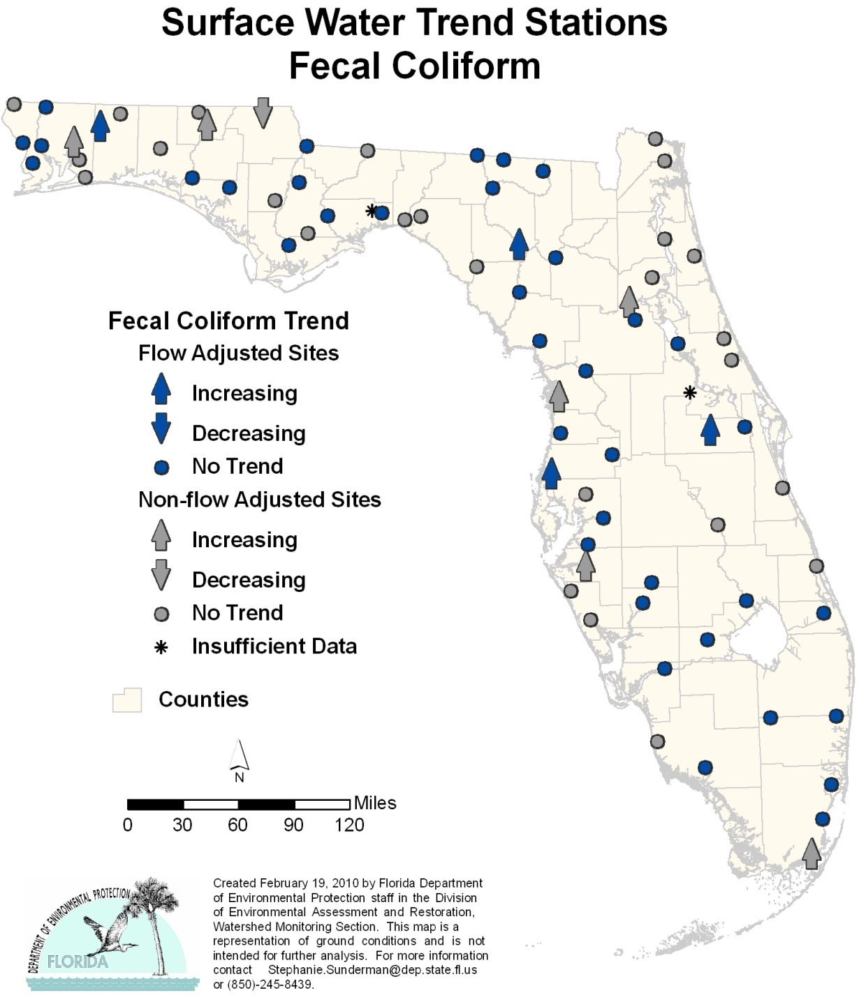 Surface Water Trend Stations
Fecal Coliform
Fecal Coliform Trend
Flow Adjusted Sites
Increasing
Decreasing
No Trend
Non-flow Adjusted Sites
Increasing
Decreasing
No Trend
Insufficient Data
Counties
N
Miles
0 30 60 90 120
DEPARTMENT OF ENVIRONMENTAL PROTECTION
FLORIDA
Created February 19, 2010 by Florida Department
of Environmental Protection staff in the Division
of Environmental Assessment and Restoration,
Watershed Monitoring Section. This map is a
representation of ground conditions and is not
intended for further analysis. For more information
contact Stephanie.Sunderman@dep.state.fl.us
or (850)-245-8439.